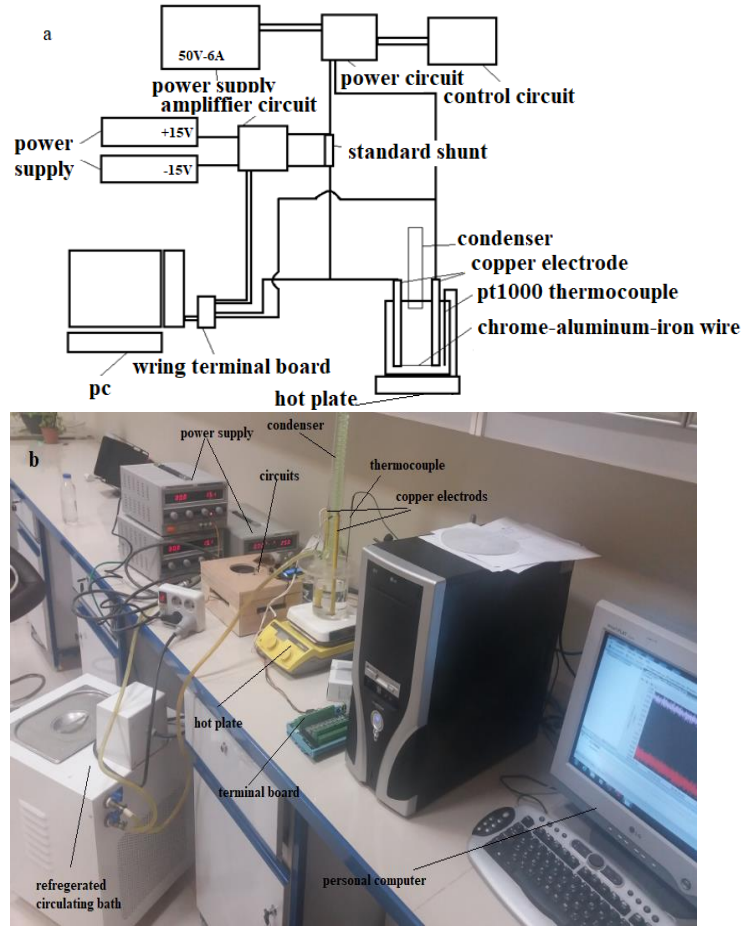 a
50V-6A
power supply
power circuit
control circuit
ampliffier circuit
+15V
power
supply
-15V
standard shunt
condenser
copper electrode
pt1000 thermocouple
chrome-aluminum-iron wire
wring terminal board
pc
hot plate
b
condenser
power supply
thermocouple
circuits
copper electrods
hot plate
terminal board
personal computer
refregerated
circulating bath